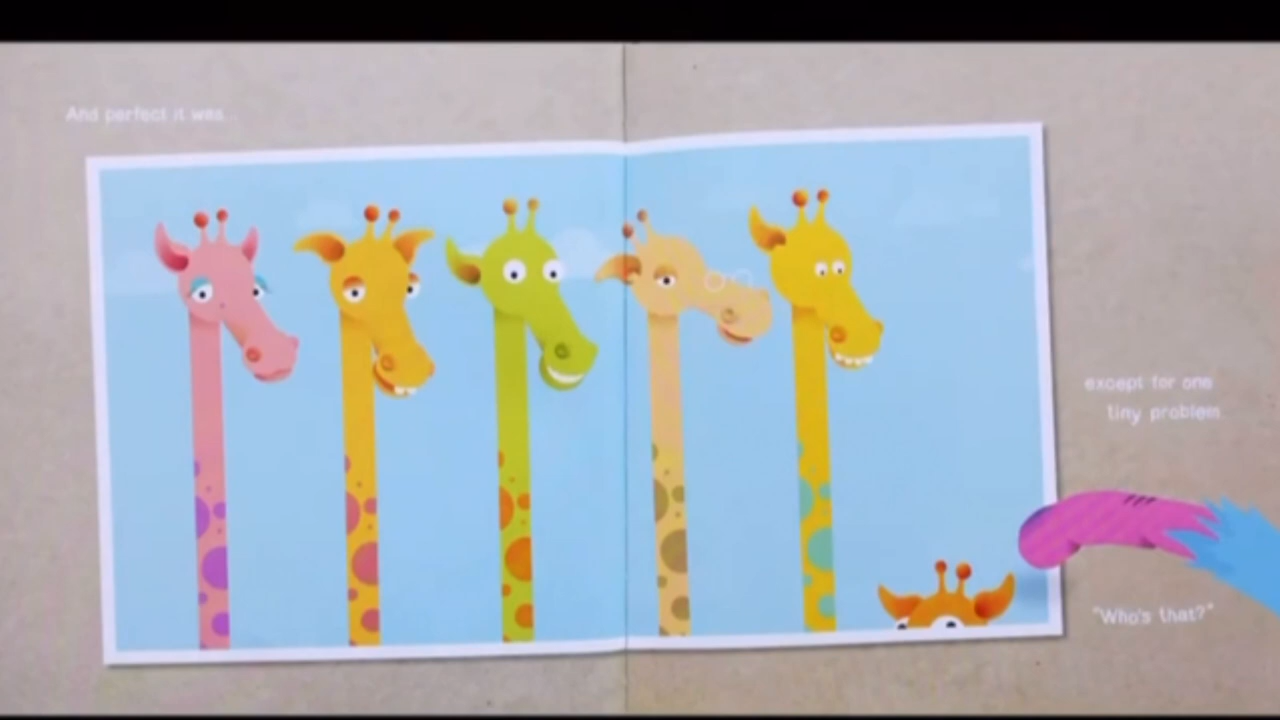 And perfect it was...
except for one
tiny problem
"Who's that?"